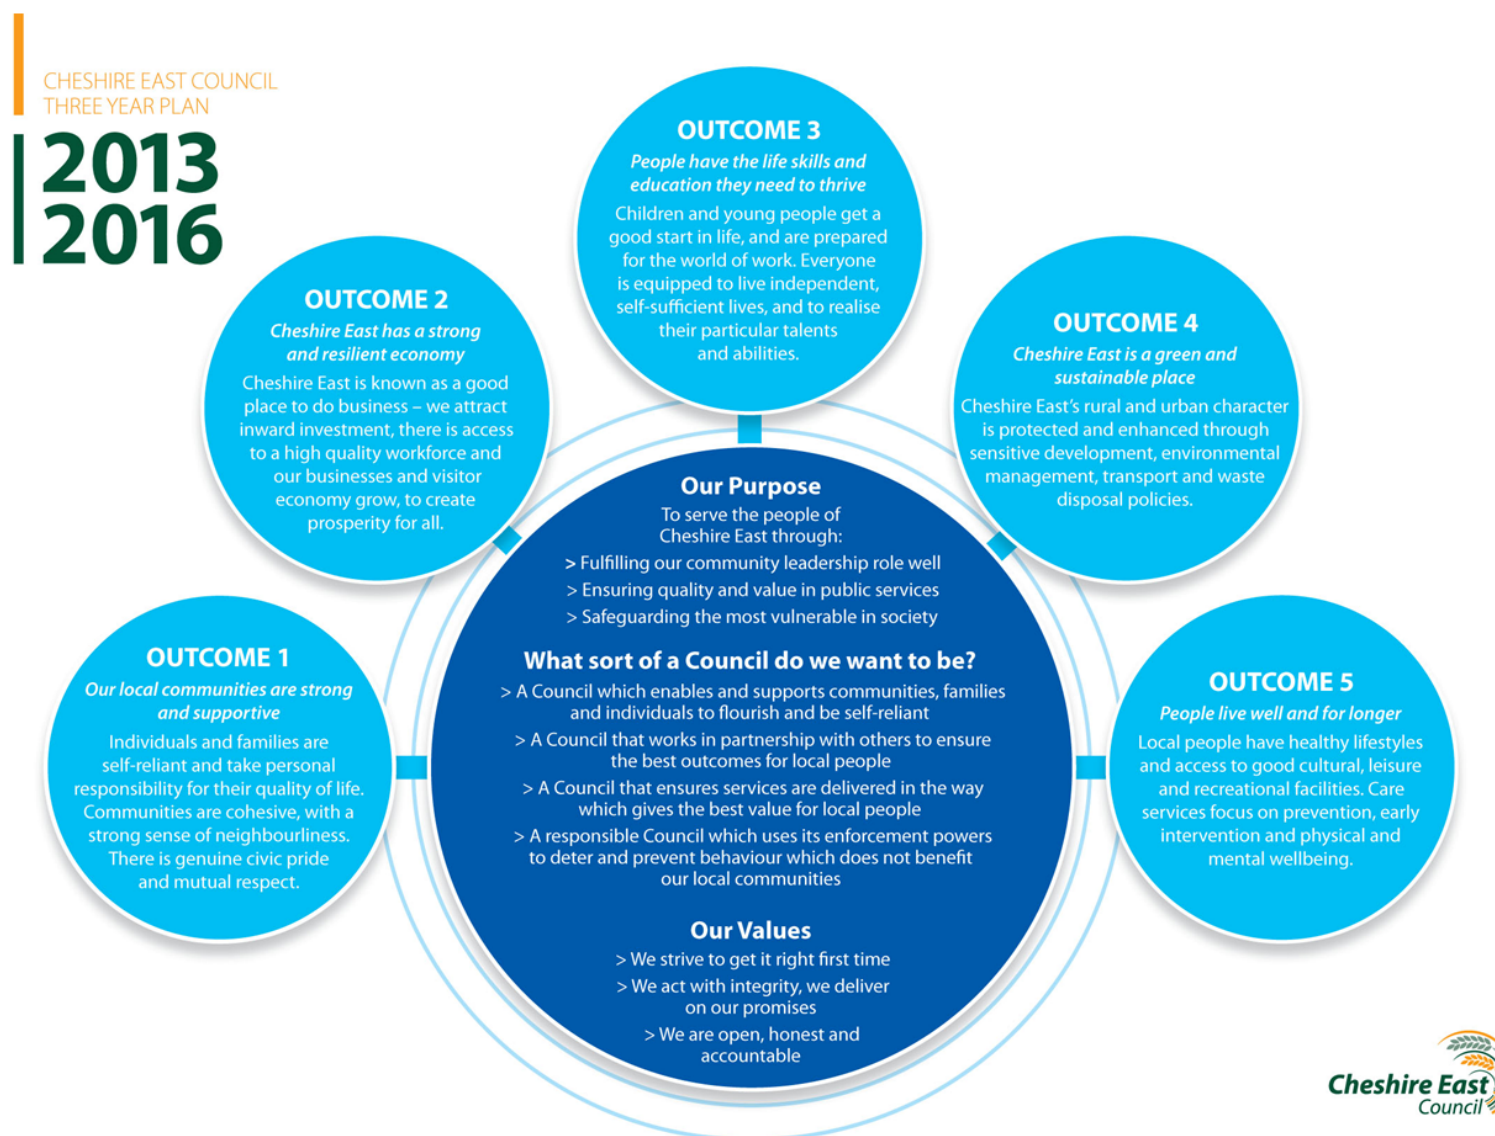 CHESHIRE EAST COUNCIL
THREE YEAR PLAN
2013
2016
OUTCOME 1
Our local communities are strong
and supportive
Individuals and families are
self-reliant and take personal
responsibility for their quality of life.
Communities are cohesive, with a
strong sense of neighbourliness.
There is genuine civic pride
and mutual respect.
OUTCOME 2
Cheshire East has a strong
and resilient economy
Cheshire East is known as a good
place to do business – we attract
inward investment, there is access
to a high quality workforce and
our businesses and visitor
economy grow, to create
prosperity for all.
OUTCOME 3
People have the life skills and
education they need to thrive
Children and young people get a
good start in life, and are prepared
for the world of work. Everyone
is equipped to live independent,
self-sufficient lives, and to realise
their particular talents
and abilities.
OUTCOME 4
Cheshire East is a green and
sustainable place
Cheshire East's rural and urban character
is protected and enhanced through
sensitive development, environmental
management, transport and waste
disposal policies.
OUTCOME 5
People live well and for longer
Local people have healthy lifestyles
and access to good cultural, leisure
and recreational facilities. Care
services focus on prevention, early
intervention and physical and
mental wellbeing.
Our Purpose
To serve the people of
Cheshire East through:
> Fulfilling our community leadership role well
> Ensuring quality and value in public services
> Safeguarding the most vulnerable in society
What sort of a Council do we want to be?
> A Council which enables and supports communities, families
and individuals to flourish and be self-reliant
> A Council that works in partnership with others to ensure
the best outcomes for local people
> A Council that ensures services are delivered in the way
which gives the best value for local people
> A responsible Council which uses its enforcement powers
to deter and prevent behaviour which does not benefit
our local communities
Our Values
> We strive to get it right first time
> We act with integrity, we deliver
on our promises
> We are open, honest and
accountable
Cheshire East
Council